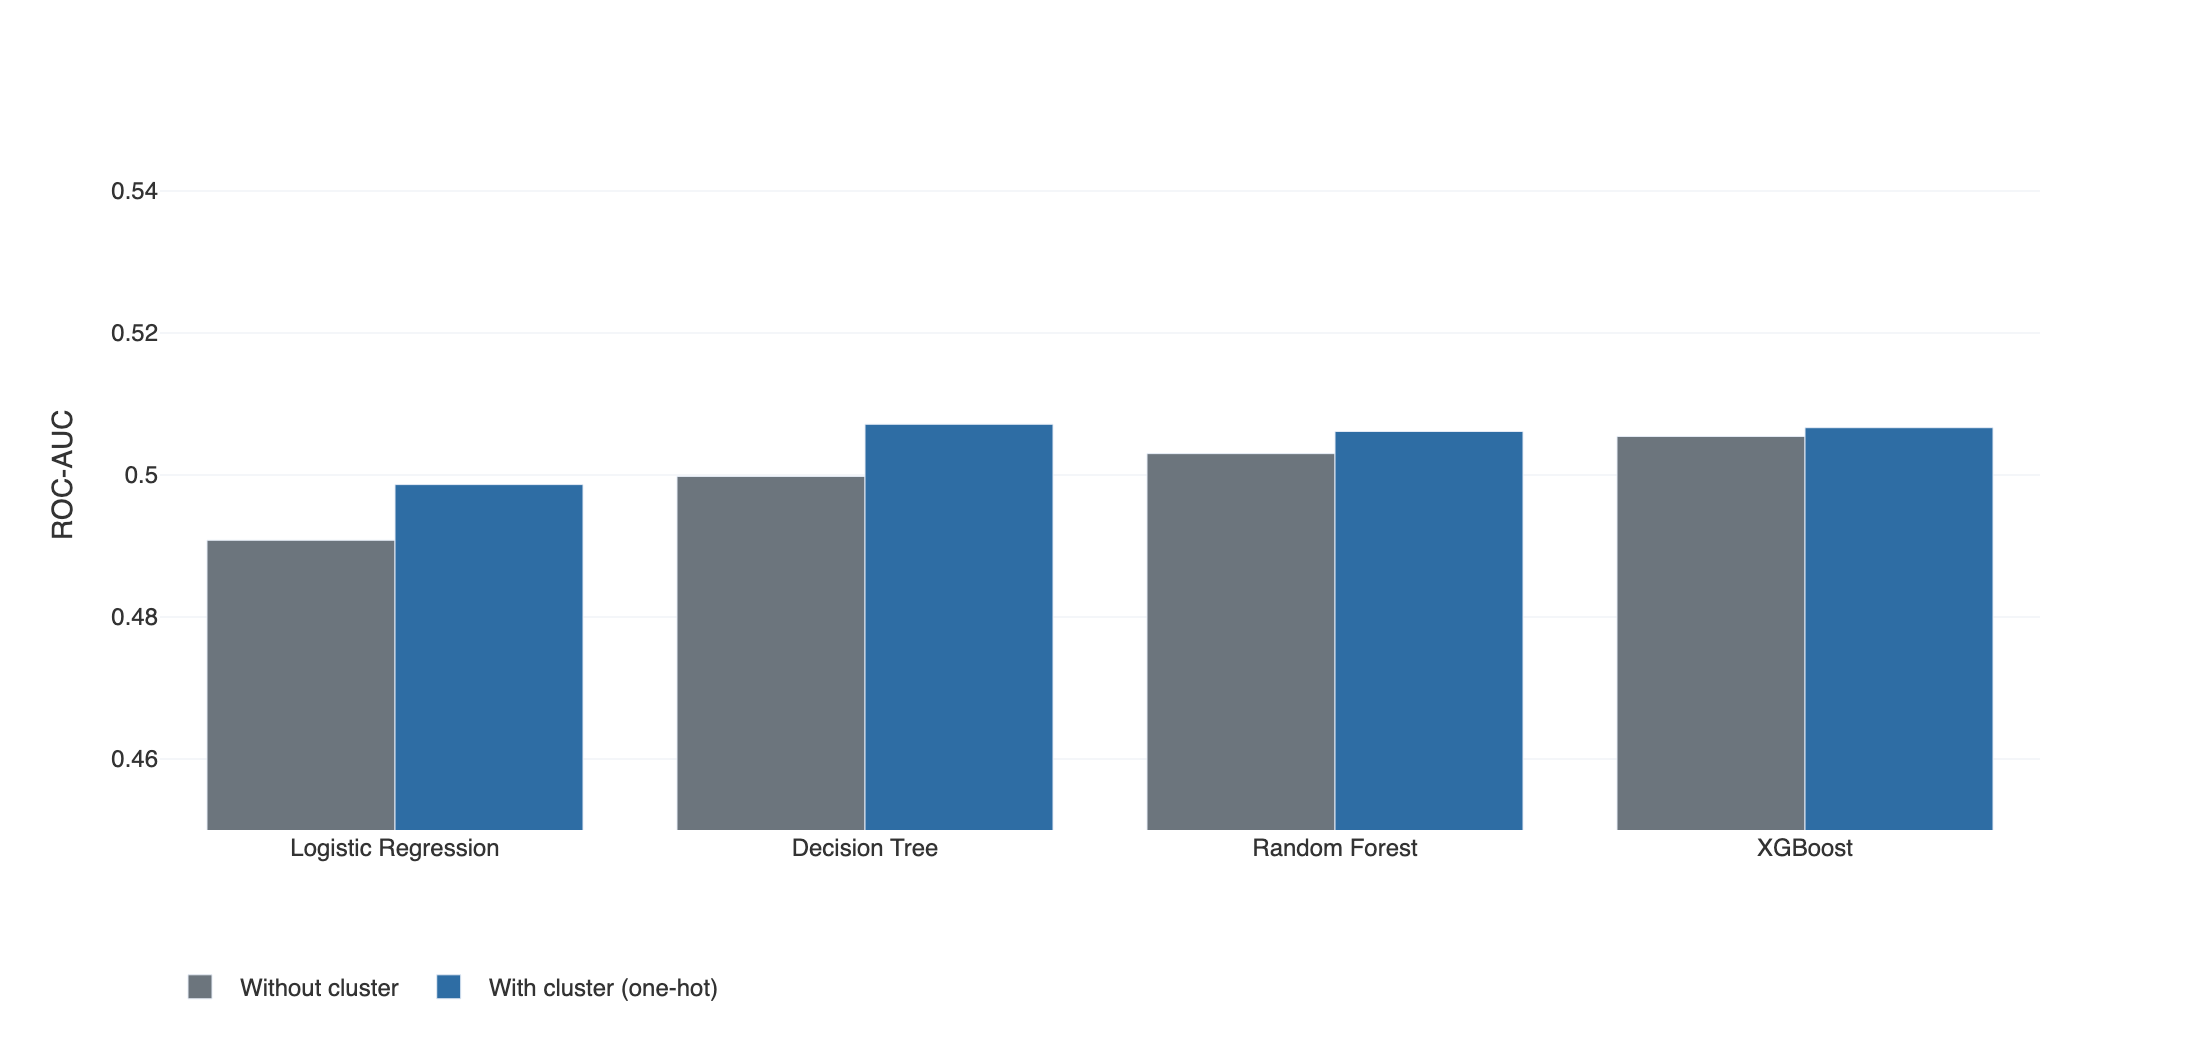 0.54
0.52
0.5
0.48
0.46
ROC-AUC
Logistic Regression
Decision Tree
Random Forest
XGBoost
Without cluster
With cluster (one-hot)